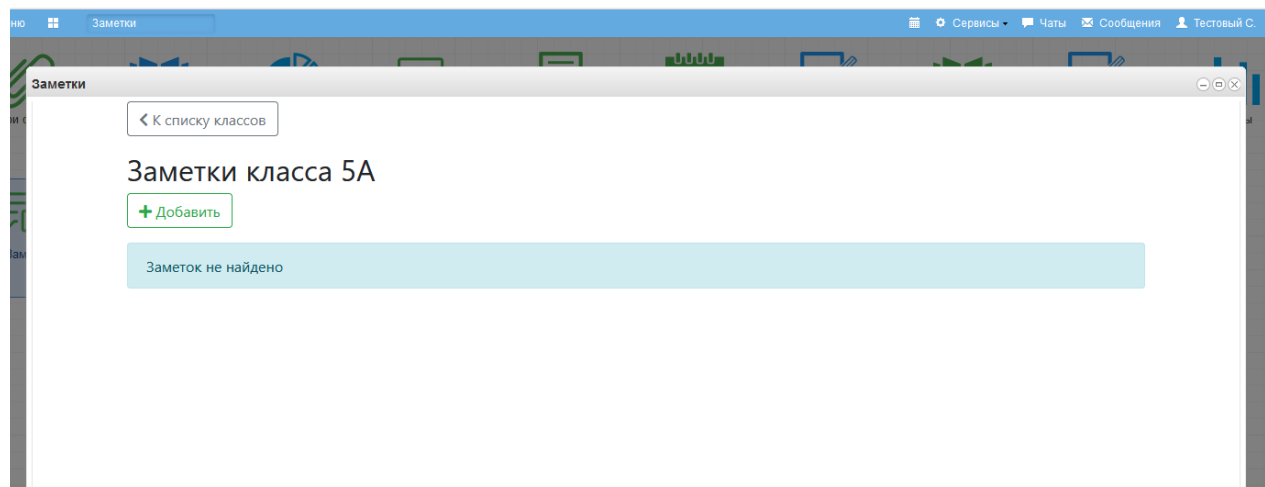 Заметки
Сервисы
Чаты
Сообщения
Тестовый С.
Заметки
К списку классов
Заметки класса 5А
Добавить
Заметок не найдено